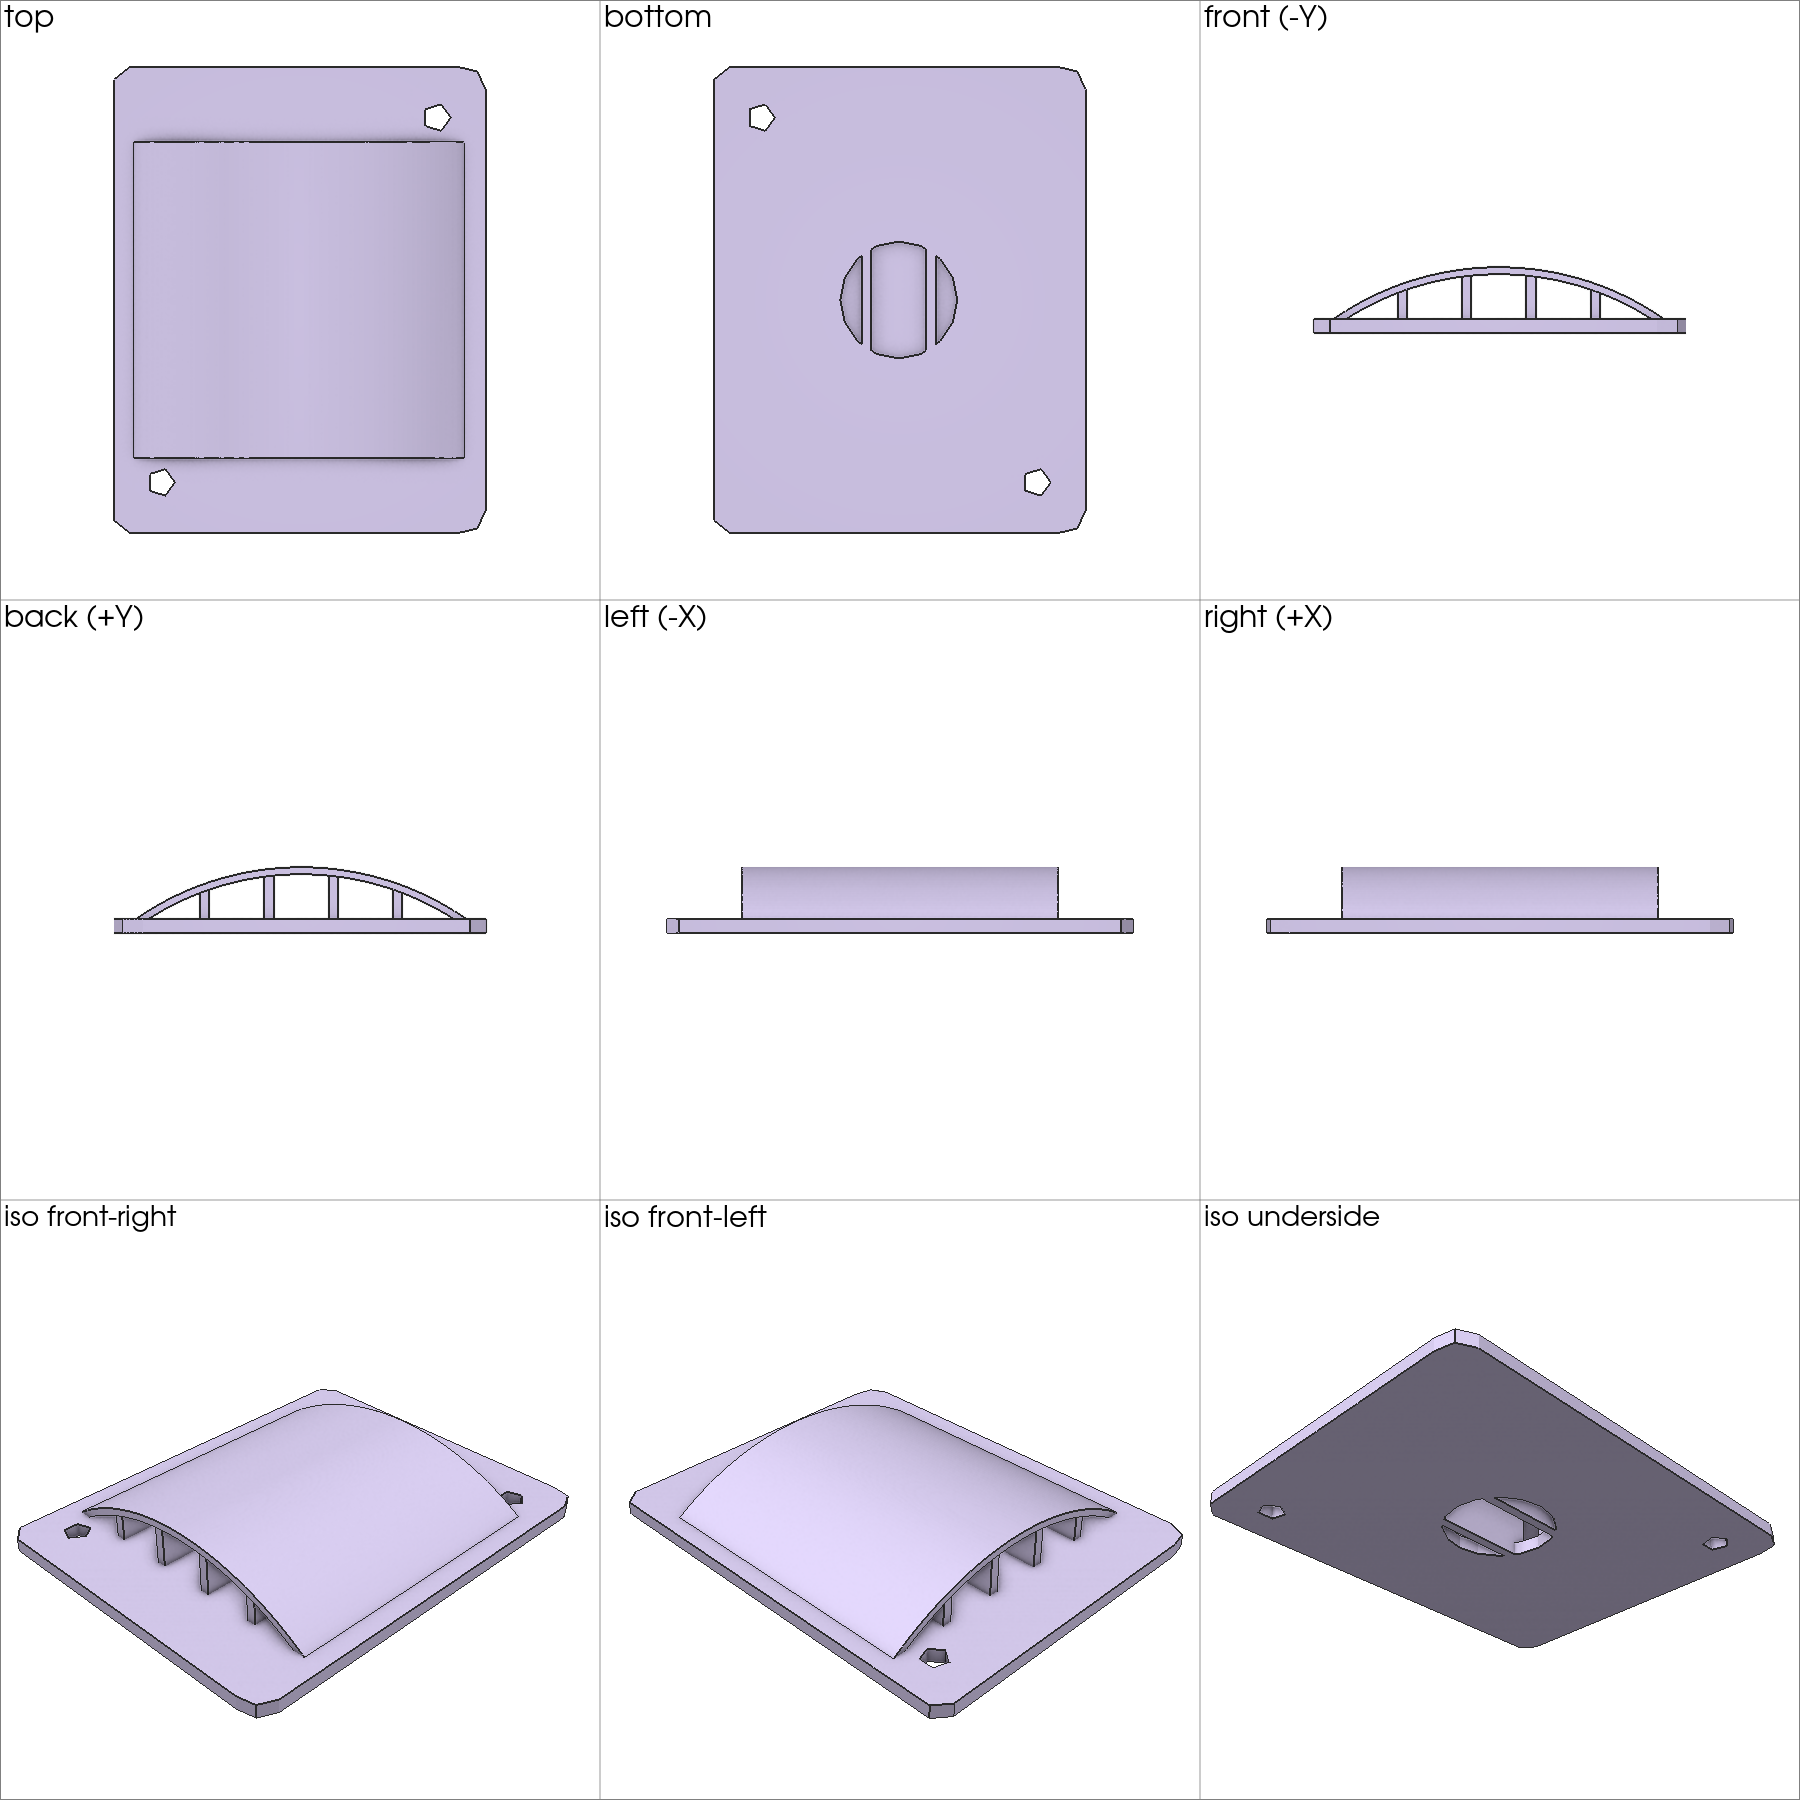 top
bottom
front (-Y)
back (+Y)
left (-X)
right (+X)
iso front-right
iso front-left
iso underside